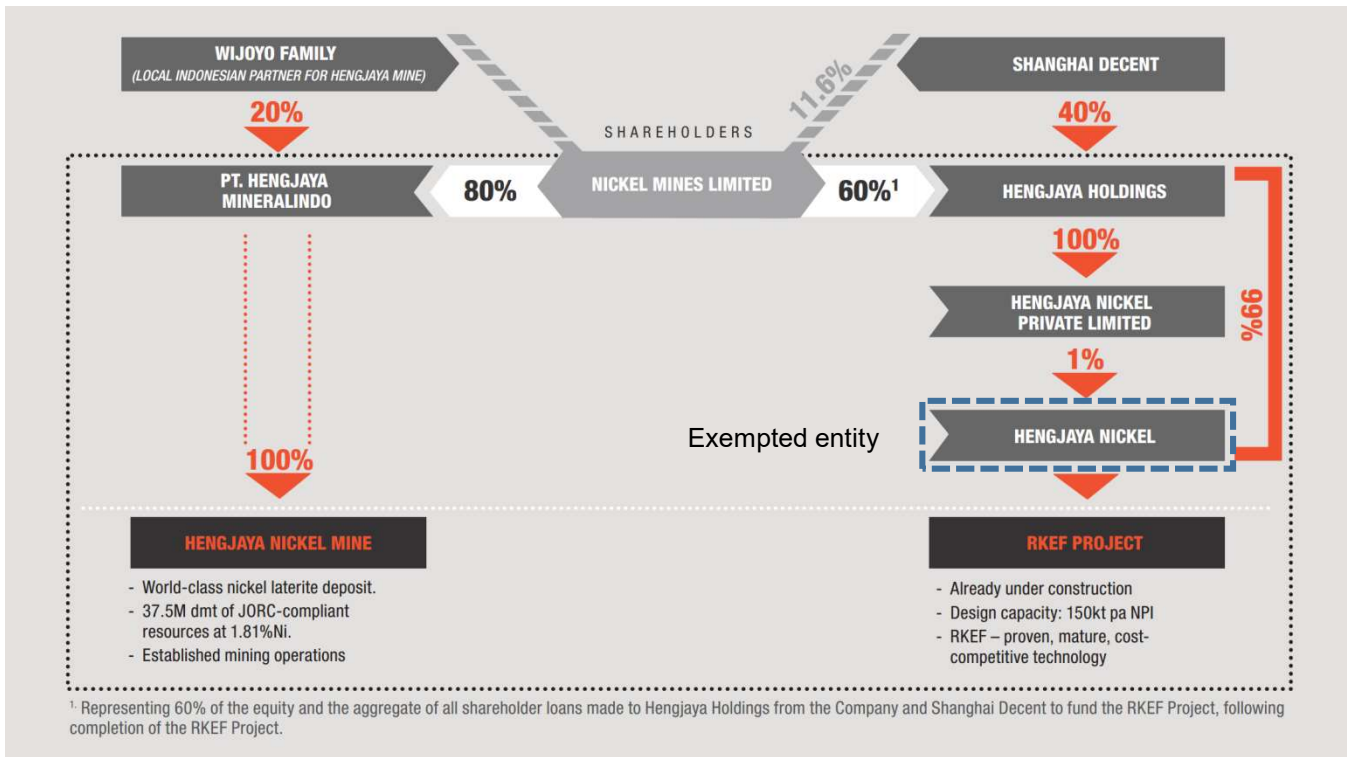 WIJOYO FAMILY
(LOCAL INDONESIAN PARTNER FOR HENGJAYA MINE)
SHANGHAI DECENT
11.6%
20%
40%
SHAREHOLDERS
PT. HENGJAYA
MINERALINDO
80%
NICKEL MINES LIMITED
60%¹
HENGJAYA HOLDINGS
100%
HENGJAYA NICKEL
PRIVATE LIMITED
99%
1%
Exempted entity
HENGJAYA NICKEL
100%
HENGJAYA NICKEL MINE
- World-class nickel laterite deposit.
- 37.5M dmt of JORC-compliant
resources at 1.81%Ni.
- Established mining operations
RKEF PROJECT
- Already under construction
- Design capacity: 150kt pa NPI
- RKEF – proven, mature, cost-
competitive technology
1. Representing 60% of the equity and the aggregate of all shareholder loans made to Hengjaya Holdings from the Company and Shanghai Decent to fund the RKEF Project, following
completion of the RKEF Project.